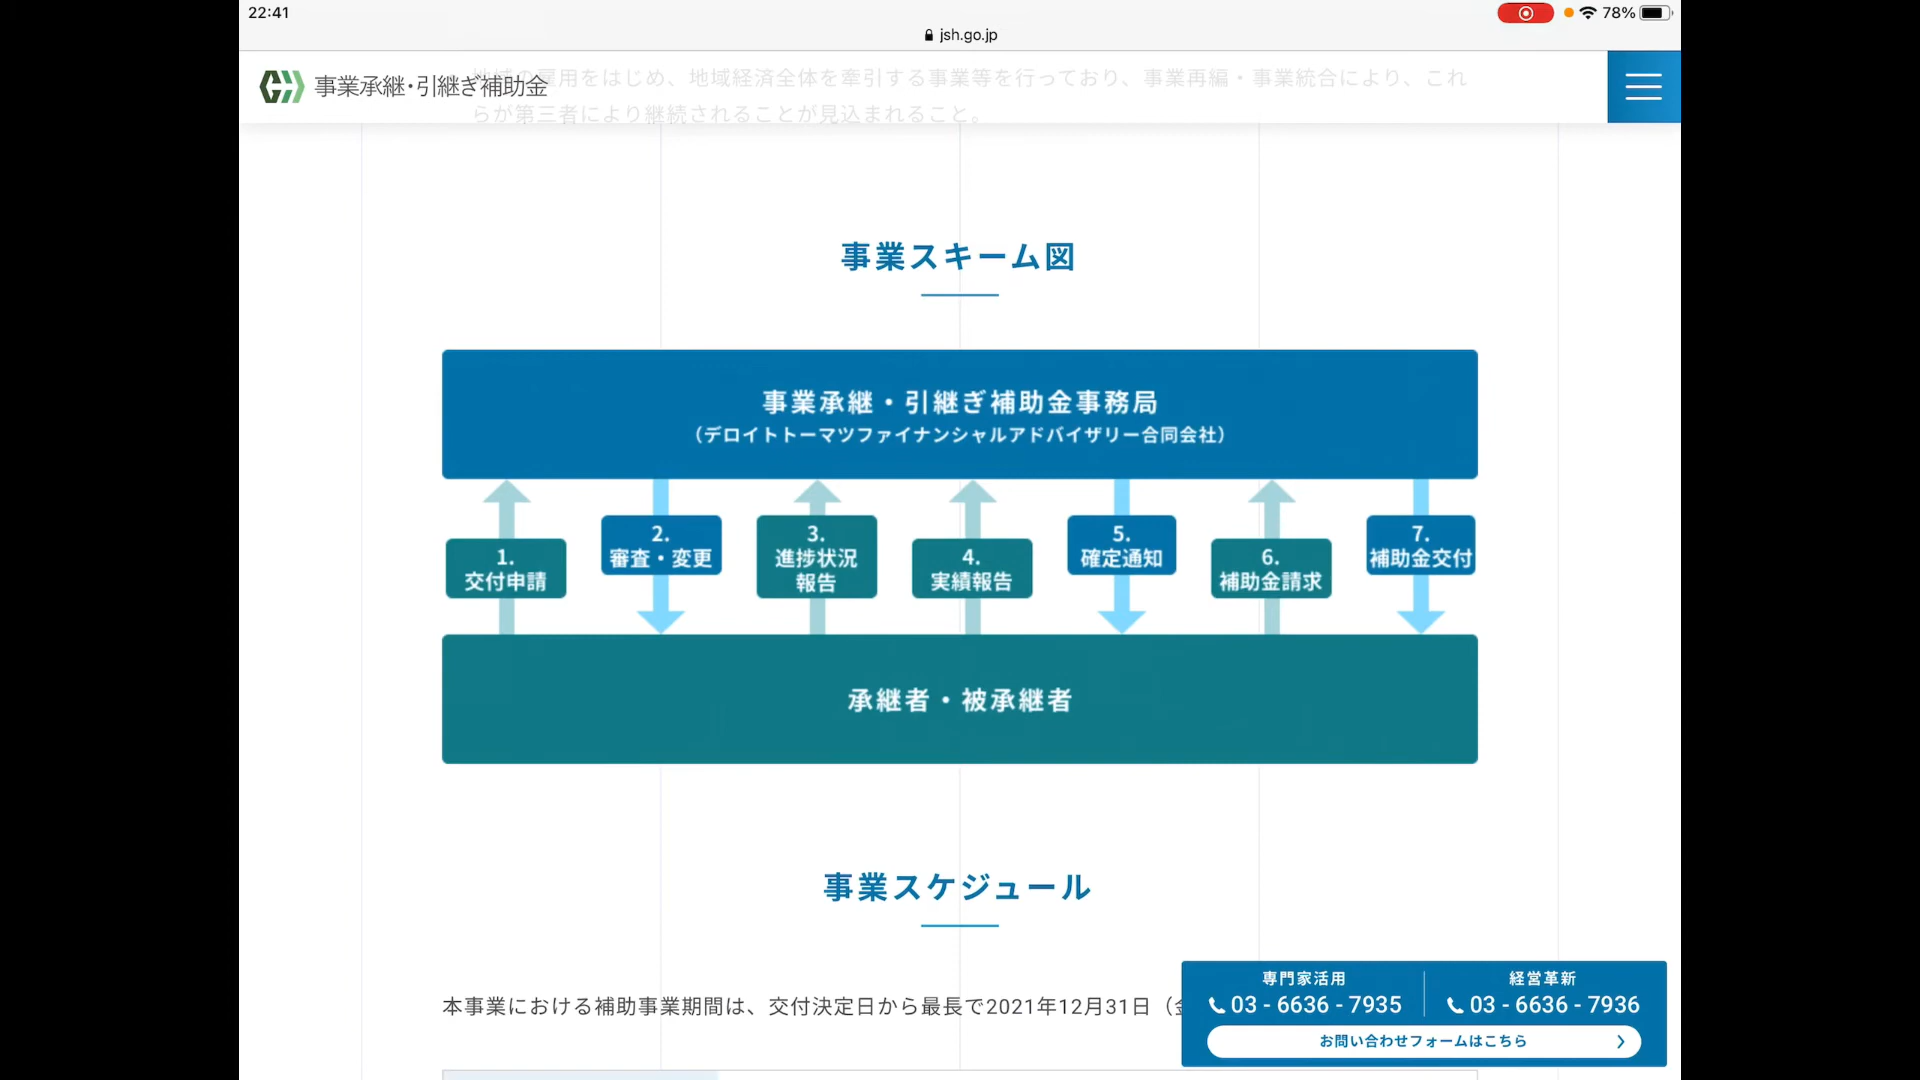 22:41
78%
jsh.go.jp
地域の雇用をはじめ、地域経済全体を牽引する事業等を行っており、事業再編・事業統合により、これ
事業承継・引継ぎ補助金
らが第三者により継続されることが見込まれること。
事業スキーム図
事業承継・引継ぎ補助金事務局
（デロイトトーマツファイナンシャルアドバイザリー合同会社）
1.
交付申請
2.
審査・変更
3.
進捗状況
報告
4.
実績報告
5.
確定通知
6.
補助金請求
7.
補助金交付
承継者・被承継者
事業スケジュール
本事業における補助事業期間は、交付決定日から最長で2021年12月31日（
専門家活用
03 - 6636 - 7935
経営革新
03 - 6636 - 7936
お問い合わせフォームはこちら